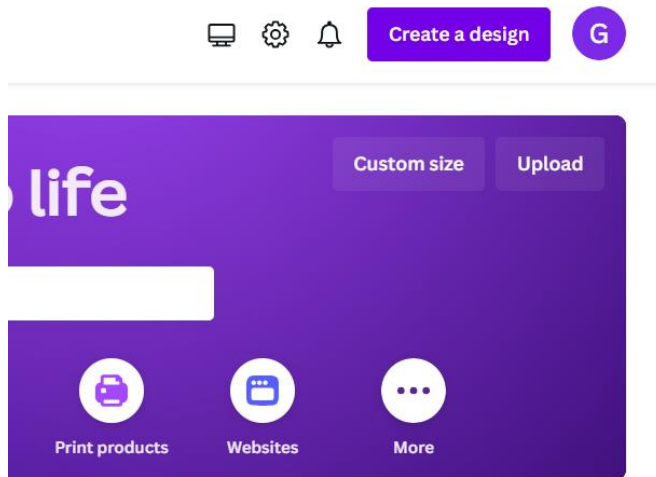 Create a design
G
Custom size
Upload
life
Print products
Websites
More